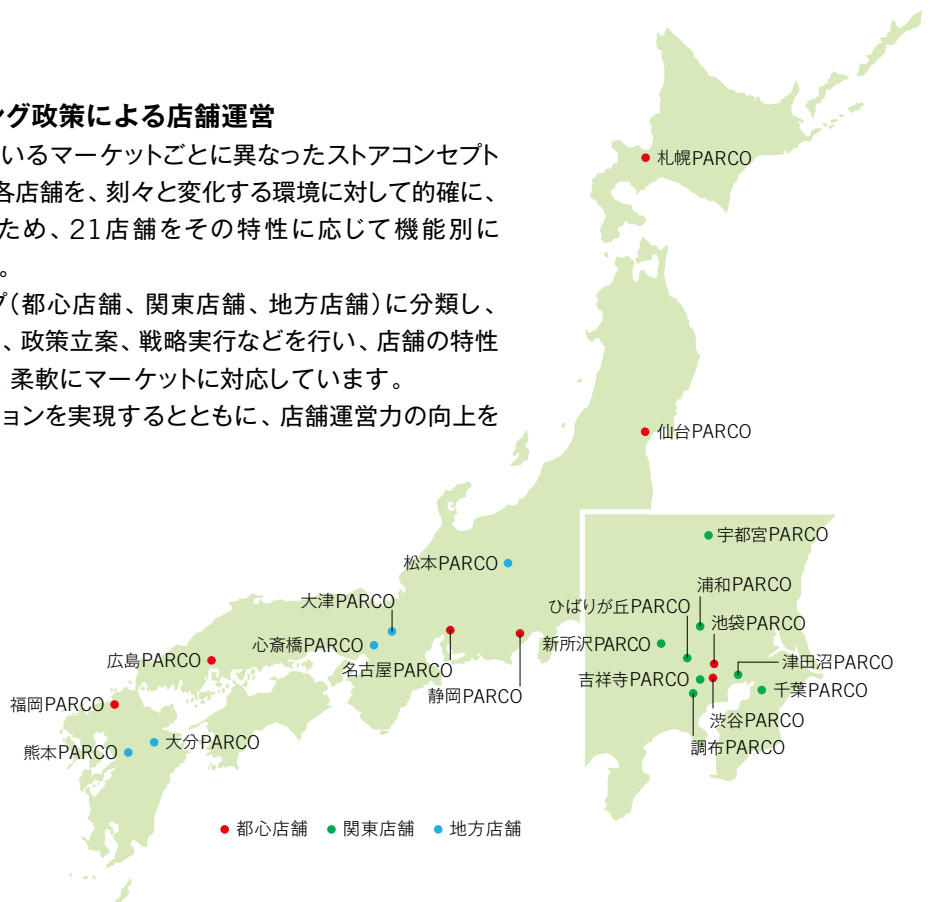 ング政策による店舗運営
いるマーケットごとに異なったストアコンセプト
各店舗を、刻々と変化する環境に対して的確に、
ため、21店舗をその特性に応じて機能別に
。
プ（都心店舗、関東店舗、地方店舗）に分類し、
、政策立案、戦略実行などを行い、店舗の特性
柔軟にマーケットに対応しています。
ョンを実現するとともに、店舗運営力の向上を
札幌PARCO
仙台PARCO
宇都宮PARCO
松本PARCO
浦和PARCO
大津PARCO
ひばりが丘PARCO
池袋PARCO
心斎橋PARCO
新所沢PARCO
広島PARCO
名古屋PARCO
津田沼PARCO
吉祥寺PARCO
千葉PARCO
静岡PARCO
福岡PARCO
渋谷PARCO
大分PARCO
熊本PARCO
調布PARCO
都心店舗 関東店舗 地方店舗